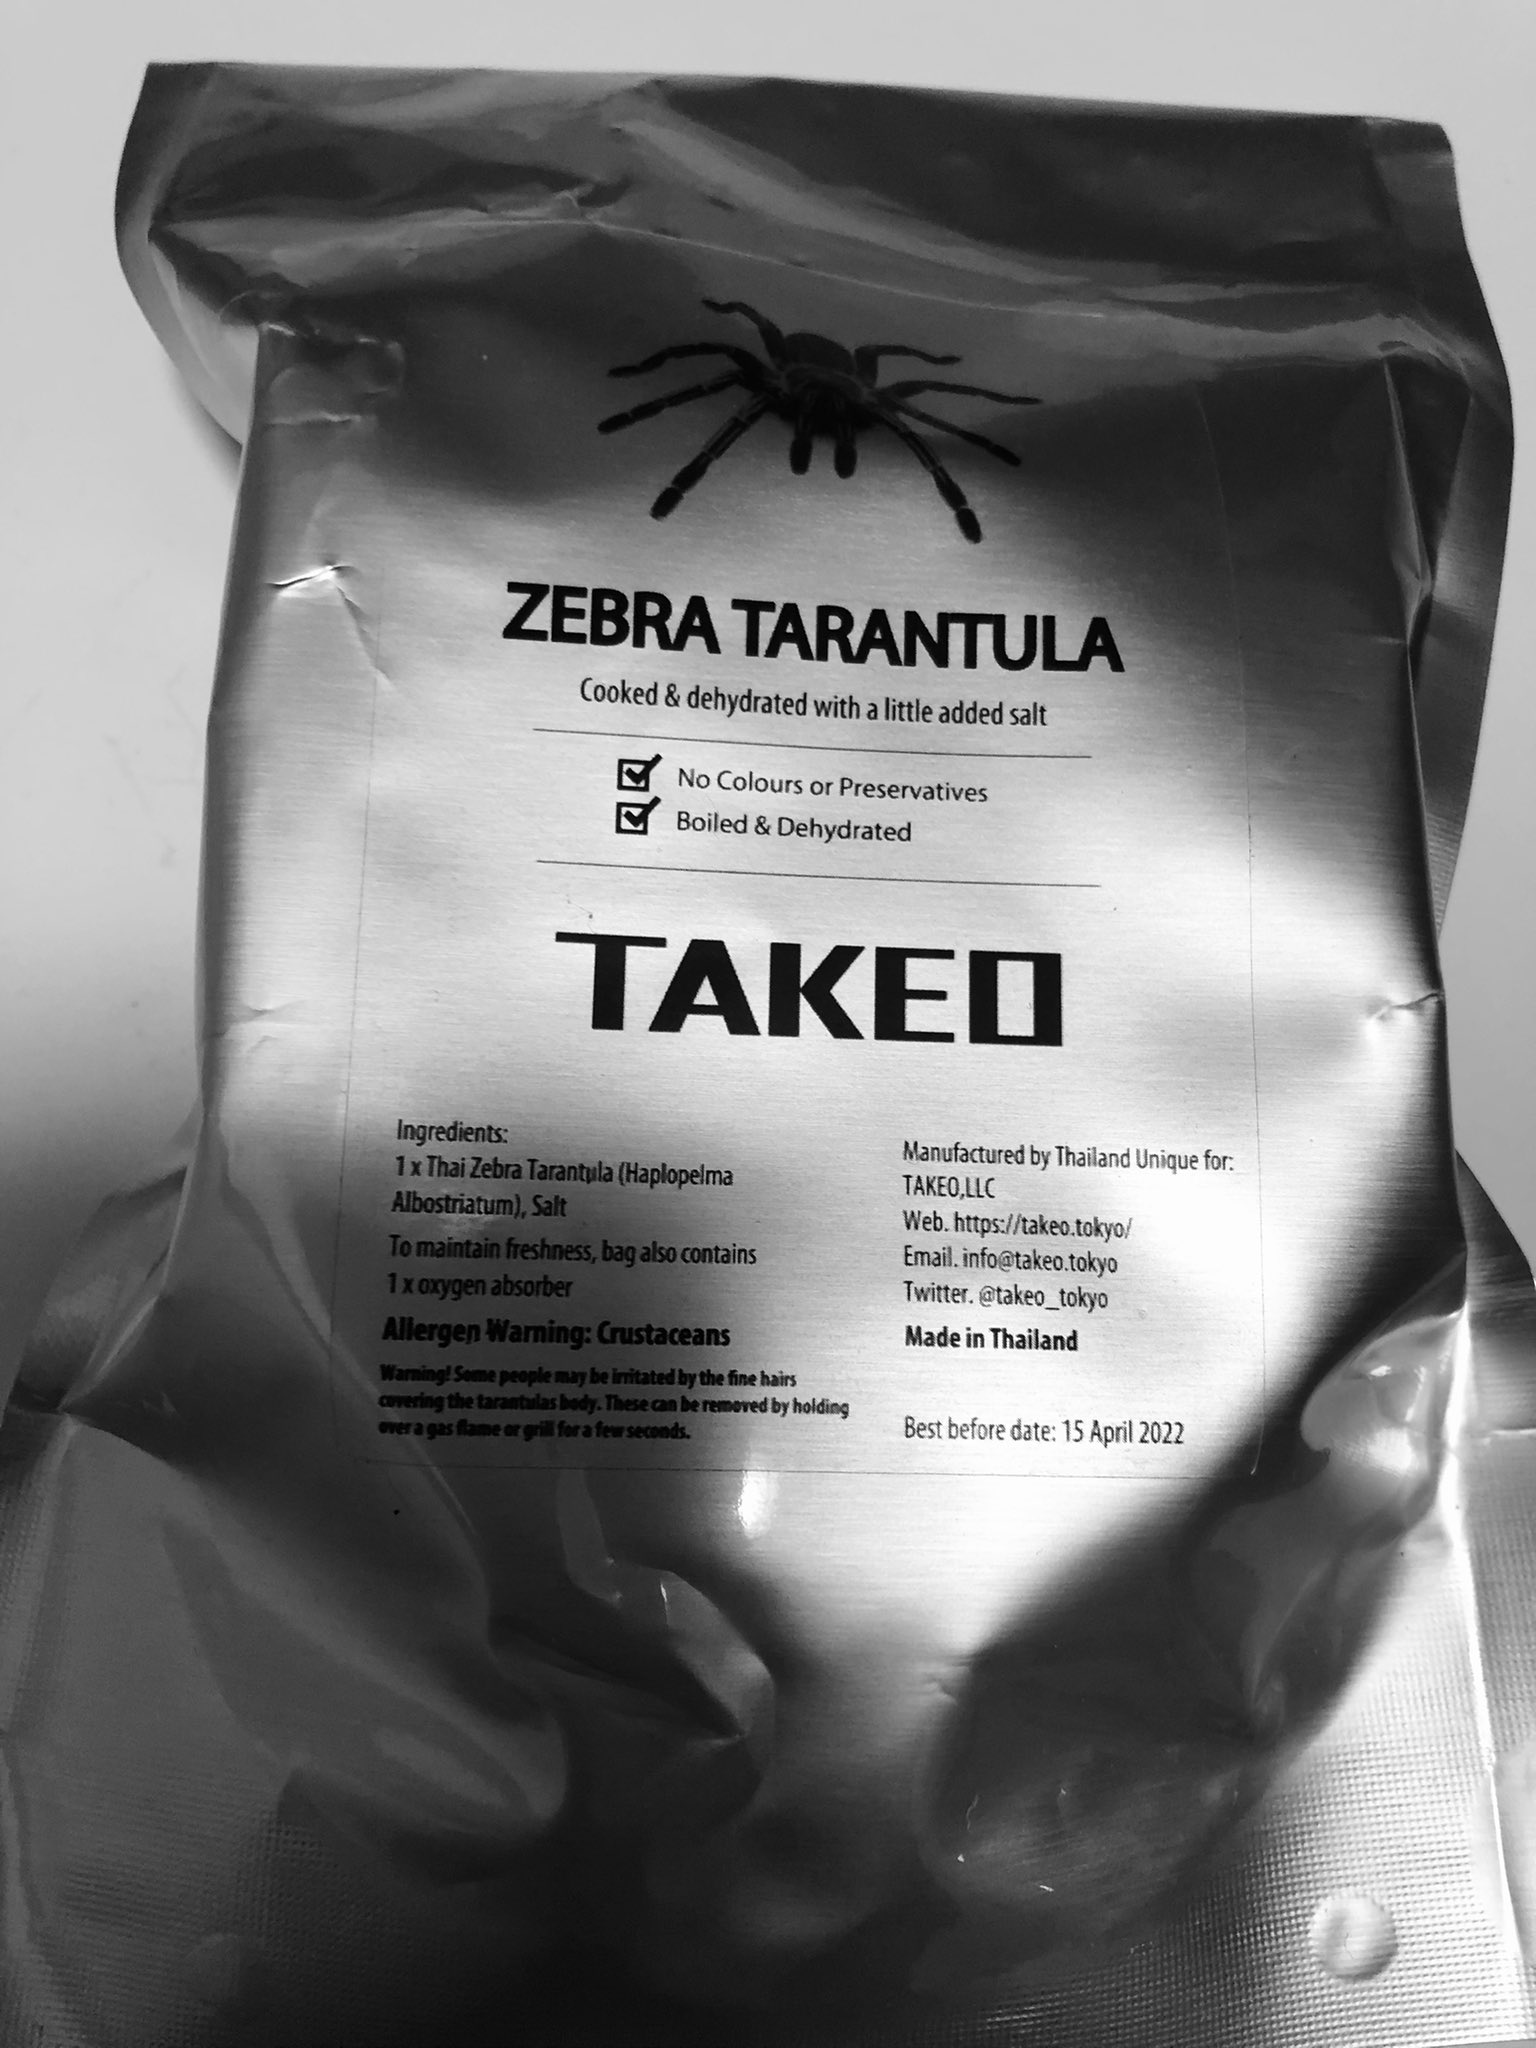 ZEBRA TARANTULA
Cooked & dehydrated with a little added salt
No Colours or Preservatives
Boiled & Dehydrated
TAKEO
Ingredients:
1 x Thai Zebra Tarantula (Haplopelma
Albostriatum), Salt
To maintain freshness, bag also contains
1 x oxygen absorber
Allergen Warning: Crustaceans
Warning! Some people may be irritated by the fine hairs
covering the tarantulas body. These can be removed by holding
over a gas flame or grill for a few seconds.
Manufactured by Thailand Unique for:
TAKEO,LLC
Web. https://takeo.tokyo/
Email. info@takeo.tokyo
Twitter. @takeo_tokyo
Made in Thailand
Best before date: 15 April 2022